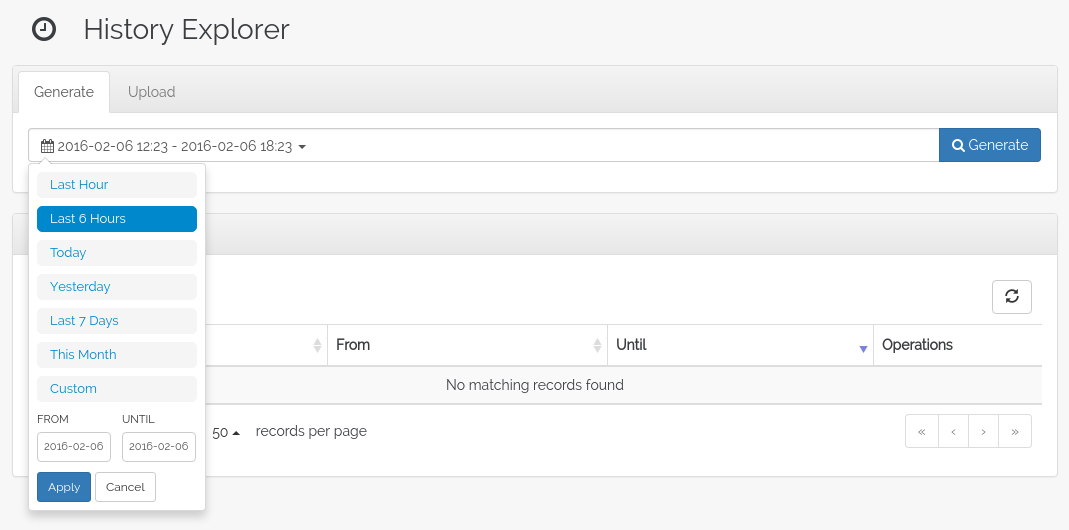 History Explorer
Generate Upload
2016-02-06 12:23 - 2016-02-06 18:23 Generate
Last Hour
Last 6 Hours
Today
Yesterday
Last 7 Days
This Month
Custom
FROM UNTIL
2016-02-06 2016-02-06
Apply Cancel
From Until Operations
No matching records found
50 records per page
« ‹ › »